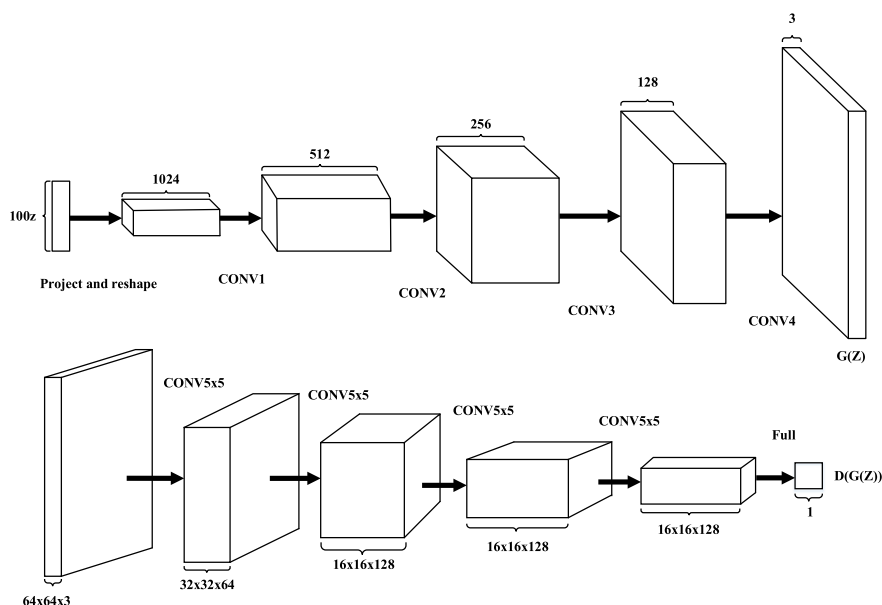 3
128
256
512
1024
100z
Project and reshape
CONV1
CONV2
CONV3
CONV4
G(Z)
CONV5x5
CONV5x5
CONV5x5
CONV5x5
Full
D(G(Z))
1
64x64x3
32x32x64
16x16x128
16x16x128
16x16x128